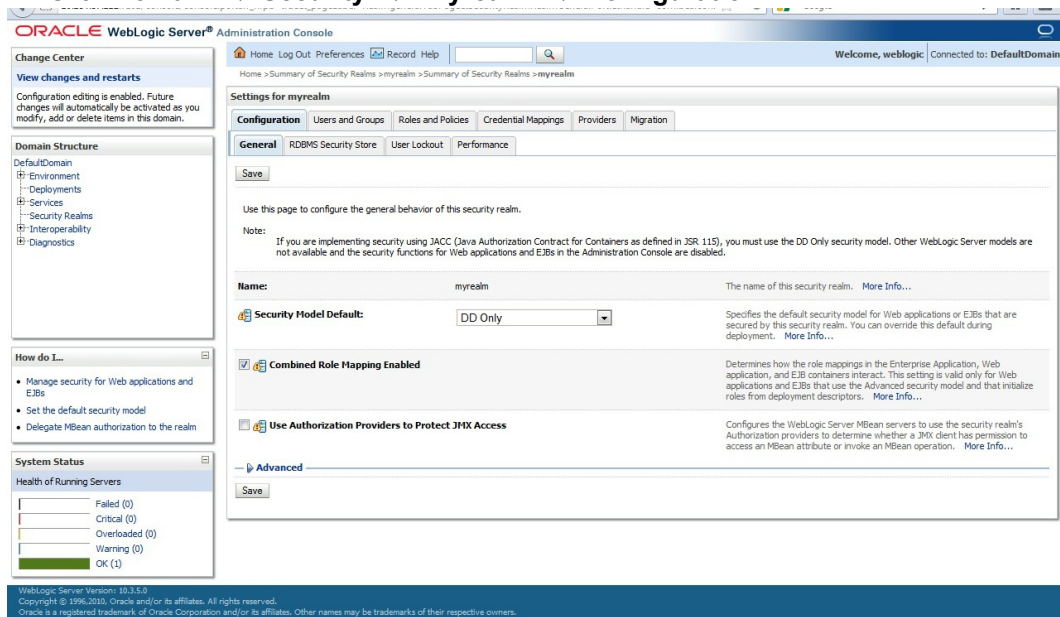 ORACLE WebLogic Server® Administration Console
Change Center
View changes and restarts
Configuration editing is enabled. Future
changes will automatically be activated as you
modify, add or delete items in this domain.
Domain Structure
DefaultDomain
Environment
Deployments
Services
Security Realms
Interoperability
Diagnostics
How do I...
Manage security for Web applications and
EJBs
Set the default security model
Delegate MBean authorization to the realm
System Status
Health of Running Servers
Failed (0)
Critical (0)
Overloaded (0)
Warning (0)
OK (1)
Home Log Out Preferences Record Help
Welcome, weblogic Connected to: DefaultDomain
Home >Summary of Security Realms >myrealm >Summary of Security Realms >myrealm
Settings for myrealm
Configuration Users and Groups Roles and Policies Credential Mappings Providers Migration
General RDBMS Security Store User Lockout Performance
Save
Use this page to configure the general behavior of this security realm.
Note:
If you are implementing security using JACC (Java Authorization Contract for Containers as defined in JSR 115), you must use the DD Only security model. Other WebLogic Server models are
not available and the security functions for Web applications and EJBs in the Administration Console are disabled.
Name: myrealm The name of this security realm. More Info...
Security Model Default: DD Only
Specifies the default security model for Web applications or EJBs that are
secured by this security realm. You can override this default during
deployment. More Info...
Combined Role Mapping Enabled
Determines how the role mappings in the Enterprise Application, Web
application, and EJB containers interact. This setting is valid only for Web
applications and EJBs that use the Advanced security model and that initialize
roles from deployment descriptors. More Info...
Use Authorization Providers to Protect JMX Access
Configures the WebLogic Server MBean servers to use the security realm's
Authorization providers to determine whether a JMX client has permission to
access an MBean attribute or invoke an MBean operation. More Info...
Advanced
Save
WebLogic Server Version: 10.3.5.0
Copyright © 1996,2010, Oracle and/or its affiliates. All rights reserved.
Oracle is a registered trademark of Oracle Corporation and/or its affiliates. Other names may be trademarks of their respective owners.